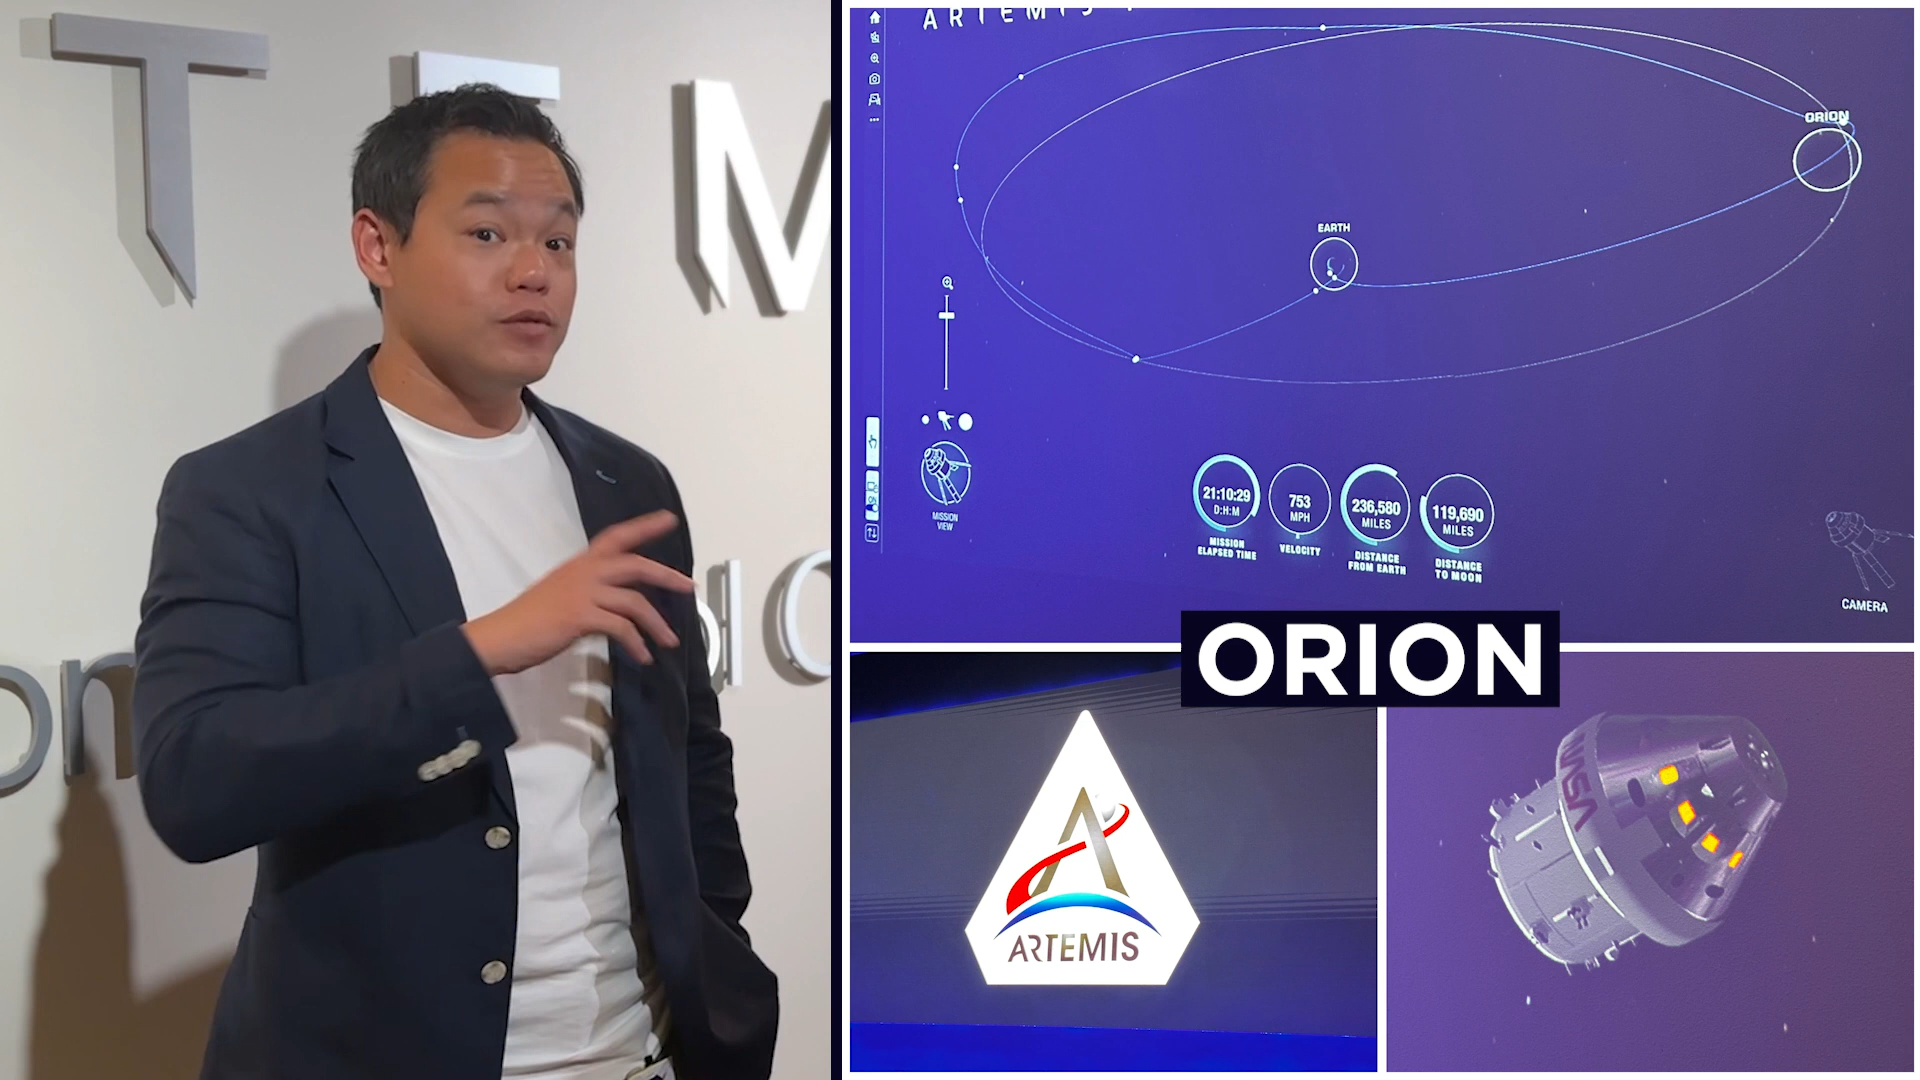 T E M
on
ARTEMIS
ORION
EARTH
21:10:29
D:H:M
MISSION
ELAPSED TIME
753
MPH
VELOCITY
236,580
MILES
DISTANCE
FROM EARTH
119,690
MILES
DISTANCE
TO MOON
MISSION
VIEW
CAMERA
ORION
ARTEMIS
NASA